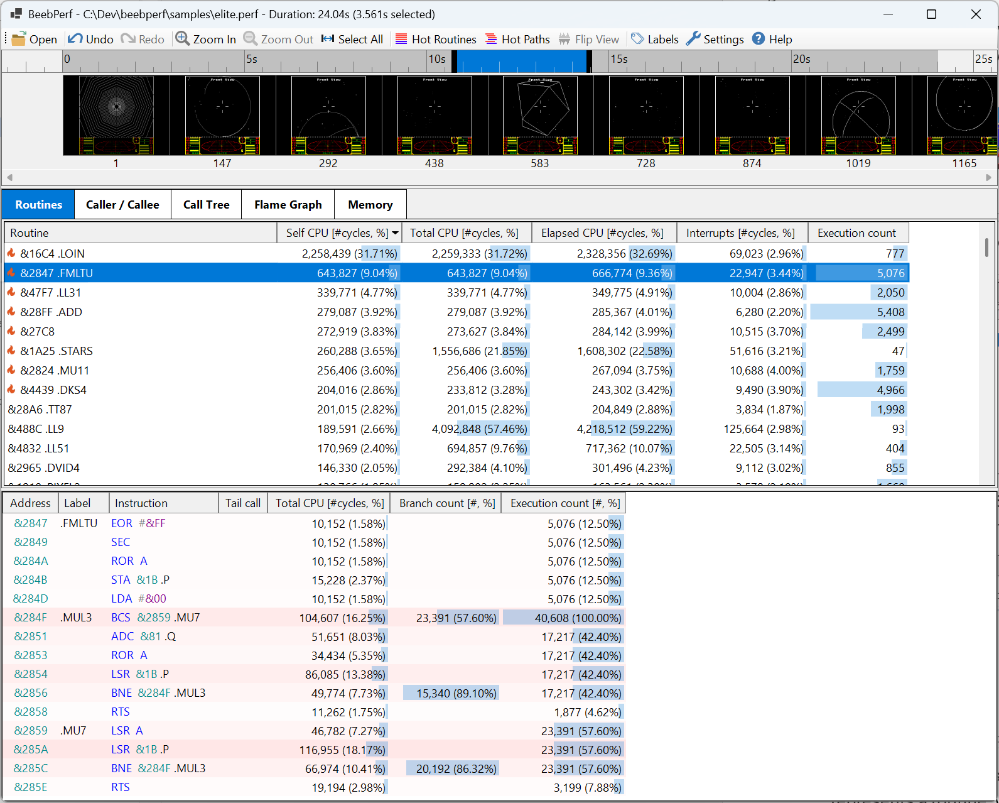 BeebPerf - C:\Dev\beebperf\samples\elite.perf - Duration: 24.04s (3.561s selected)
Open Undo Redo Zoom In Zoom Out Select All Hot Routines Hot Paths Flip View Labels Settings Help
0 5s 10s 15s 20s 25s
Front View Front View Front View Front View Front View Front View Front View Front View
1 147 292 438 583 728 874 1019 1165
Routines Caller / Callee Call Tree Flame Graph Memory
Routine Self CPU [#cycles, %] Total CPU [#cycles, %] Elapsed CPU [#cycles, %] Interrupts [#cycles, %] Execution count
&16C4 .LOIN 2,258,439 (31.71%) 2,259,333 (31.72%) 2,328,356 (32.69%) 69,023 (2.96%) 777
&2847 .FMLTU 643,827 (9.04%) 643,827 (9.04%) 666,774 (9.36%) 22,947 (3.44%) 5,076
&47F7 .LL31 339,771 (4.77%) 339,771 (4.77%) 349,775 (4.91%) 10,004 (2.86%) 2,050
&28FF .ADD 279,087 (3.92%) 279,087 (3.92%) 285,367 (4.01%) 6,280 (2.20%) 5,408
&27C8 272,919 (3.83%) 273,627 (3.84%) 284,142 (3.99%) 10,515 (3.70%) 2,499
&1A25 .STARS 260,288 (3.65%) 1,556,686 (21.85%) 1,608,302 (22.58%) 51,616 (3.21%) 47
&2824 .MU11 256,406 (3.60%) 256,406 (3.60%) 267,094 (3.75%) 10,688 (4.00%) 1,759
&4439 .DKS4 204,016 (2.86%) 233,812 (3.28%) 243,302 (3.42%) 9,490 (3.90%) 4,966
&28A6 .TT87 201,015 (2.82%) 201,015 (2.82%) 204,849 (2.88%) 3,834 (1.87%) 1,998
&488C .LL9 189,591 (2.66%) 4,092,848 (57.46%) 4,218,512 (59.22%) 125,664 (2.98%) 93
&4832 .LL51 170,969 (2.40%) 694,857 (9.76%) 717,362 (10.07%) 22,505 (3.14%) 404
&2965 .DVID4 146,330 (2.05%) 292,384 (4.10%) 301,496 (4.23%) 9,112 (3.02%) 855
Address Label Instruction Tail call Total CPU [#cycles, %] Branch count [#, %] Execution count [#, %]
&2847 .FMLTU EOR #&FF 10,152 (1.58%) 5,076 (12.50%)
&2849 SEC 10,152 (1.58%) 5,076 (12.50%)
&284A ROR A 10,152 (1.58%) 5,076 (12.50%)
&284B STA &1B .P 15,228 (2.37%) 5,076 (12.50%)
&284D LDA #&00 10,152 (1.58%) 5,076 (12.50%)
&284F .MUL3 BCS &2859 .MU7 104,607 (16.25%) 23,391 (57.60%) 40,608 (100.00%)
&2851 ADC &81 .Q 51,651 (8.03%) 17,217 (42.40%)
&2853 ROR A 34,434 (5.35%) 17,217 (42.40%)
&2854 LSR &1B .P 86,085 (13.38%) 17,217 (42.40%)
&2856 BNE &284F .MUL3 49,774 (7.73%) 15,340 (89.10%) 17,217 (42.40%)
&2858 RTS 11,262 (1.75%) 1,877 (4.62%)
&2859 .MU7 LSR A 46,782 (7.27%) 23,391 (57.60%)
&285A LSR &1B .P 116,955 (18.17%) 23,391 (57.60%)
&285C BNE &284F .MUL3 66,974 (10.41%) 20,192 (86.32%) 23,391 (57.60%)
&285E RTS 19,194 (2.98%) 3,199 (7.88%)